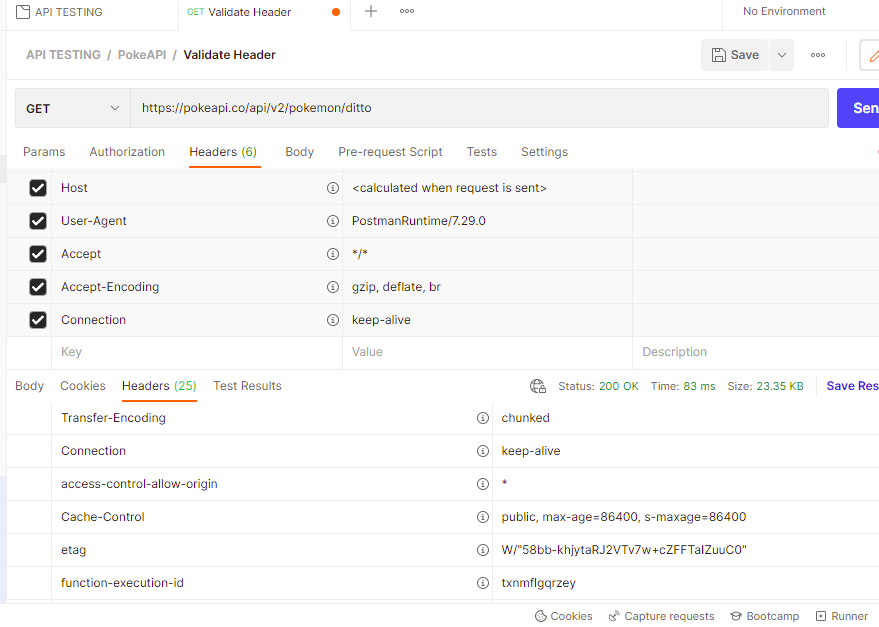 API TESTING GET Validate Header No Environment
API TESTING / PokeAPI / Validate Header Save
GET https://pokeapi.co/api/v2/pokemon/ditto Sen
Params Authorization Headers (6) Body Pre-request Script Tests Settings
Host <calculated when request is sent>
User-Agent PostmanRuntime/7.29.0
Accept */*
Accept-Encoding gzip, deflate, br
Connection keep-alive
Key Value Description
Body Cookies Headers (25) Test Results Status: 200 OK Time: 83 ms Size: 23.35 KB Save Res
Transfer-Encoding chunked
Connection keep-alive
access-control-allow-origin *
Cache-Control public, max-age=86400, s-maxage=86400
etag W/"58bb-khjytaRJ2VTv7w+cZFFTaIZuuC0"
function-execution-id txnmflgqrzey
Cookies Capture requests Bootcamp Runner